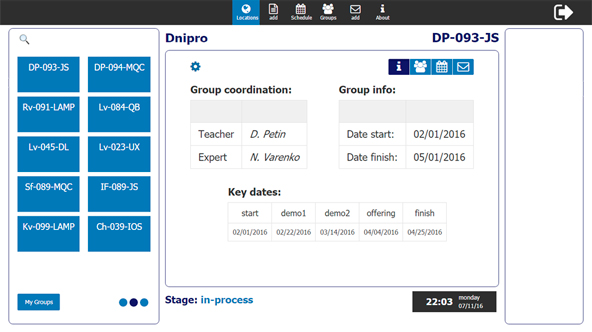 Locations add Schedule Groups add About
Dnipro DP-093-JS
DP-093-JS DP-094-MQC
Rv-091-LAMP Lv-084-QB
Lv-045-DL Lv-023-UX
Sf-089-MQC IF-089-JS
Kv-099-LAMP Ch-039-IOS
My Groups
Group coordination:
Teacher D. Petin
Expert N. Varenko
Group info:
Date start: 02/01/2016
Date finish: 05/01/2016
Key dates:
start demo1 demo2 offering finish
02/01/2016 02/22/2016 03/14/2016 04/04/2016 04/25/2016
Stage: in-process
22:03 monday
07/11/16